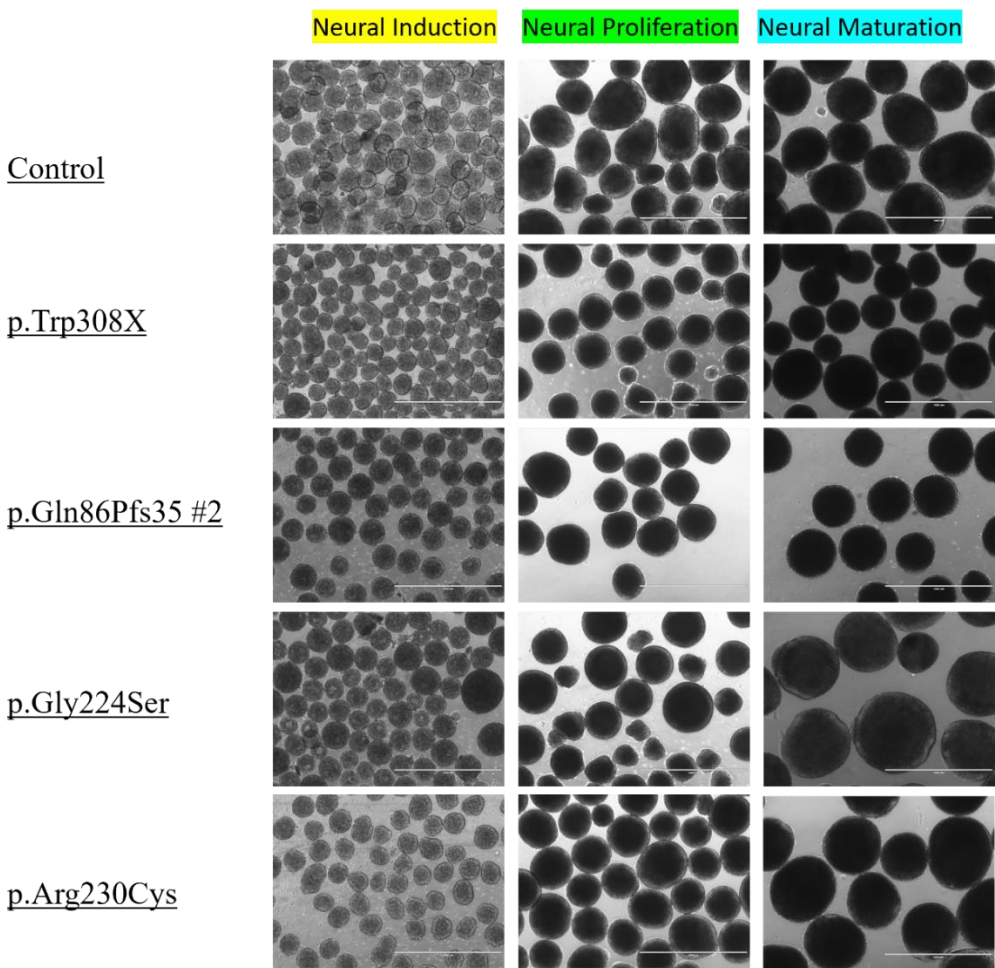 Neural Induction Neural Proliferation Neural Maturation
Control
p.Trp308X
p.Gln86Pfs35 #2
p.Gly224Ser
p.Arg230Cys